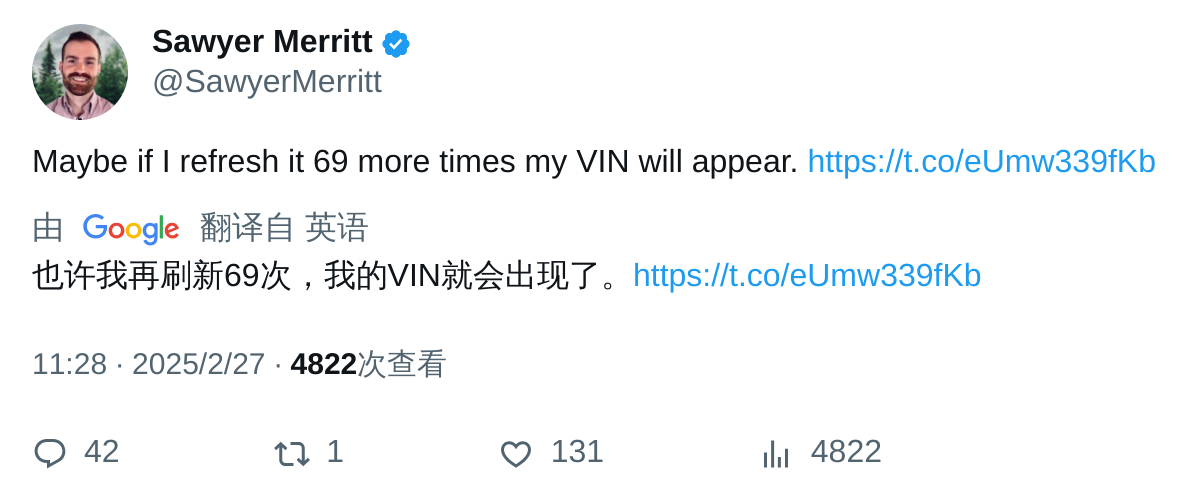 Sawyer Merritt
@SawyerMerritt
Maybe if I refresh it 69 more times my VIN will appear. https://t.co/eUmw339fKb
由 Google 翻译自 英语
也许我再刷新69次，我的VIN就会出现了。https://t.co/eUmw339fKb
11:28 · 2025/2/27 · 4822次查看
42 1 131 4822